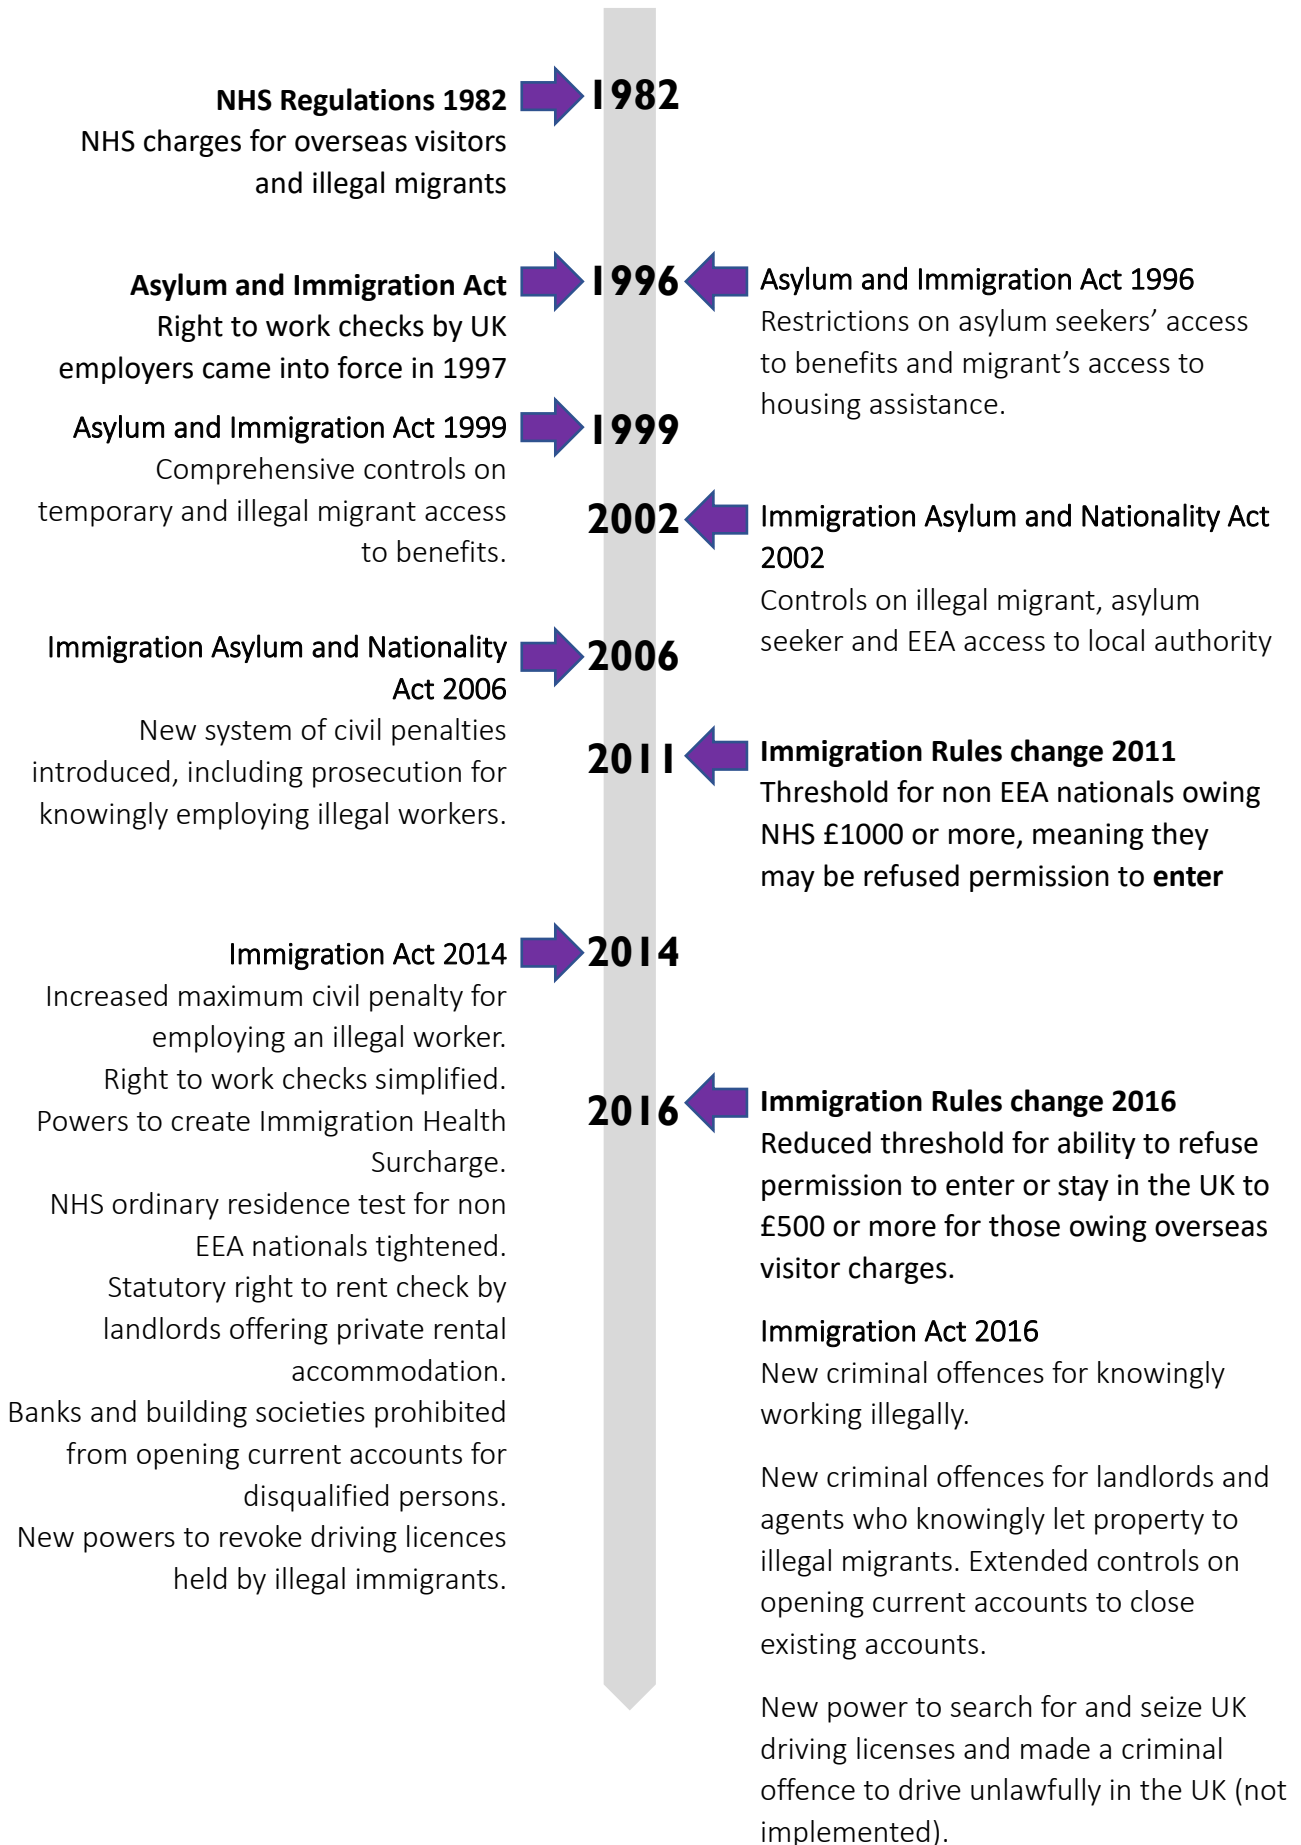 1982
NHS Regulations 1982
NHS charges for overseas visitors
and illegal migrants
1996
Asylum and Immigration Act
Right to work checks by UK
employers came into force in 1997
Asylum and Immigration Act 1996
Restrictions on asylum seekers’ access
to benefits and migrant’s access to
housing assistance.
1999
Asylum and Immigration Act 1999
Comprehensive controls on
temporary and illegal migrant access
to benefits.
2002
Immigration Asylum and Nationality Act
2002
Controls on illegal migrant, asylum
seeker and EEA access to local authority
2006
Immigration Asylum and Nationality
Act 2006
New system of civil penalties
introduced, including prosecution for
knowingly employing illegal workers.
2011
Immigration Rules change 2011
Threshold for non EEA nationals owing
NHS £1000 or more, meaning they
may be refused permission to enter
2014
Immigration Act 2014
Increased maximum civil penalty for
employing an illegal worker.
Right to work checks simplified.
Powers to create Immigration Health
Surcharge.
NHS ordinary residence test for non
EEA nationals tightened.
Statutory right to rent check by
landlords offering private rental
accommodation.
Banks and building societies prohibited
from opening current accounts for
disqualified persons.
New powers to revoke driving licences
held by illegal immigrants.
2016
Immigration Rules change 2016
Reduced threshold for ability to refuse
permission to enter or stay in the UK to
£500 or more for those owing overseas
visitor charges.
Immigration Act 2016
New criminal offences for knowingly
working illegally.
New criminal offences for landlords and
agents who knowingly let property to
illegal migrants. Extended controls on
opening current accounts to close
existing accounts.
New power to search for and seize UK
driving licenses and made a criminal
offence to drive unlawfully in the UK (not
implemented).